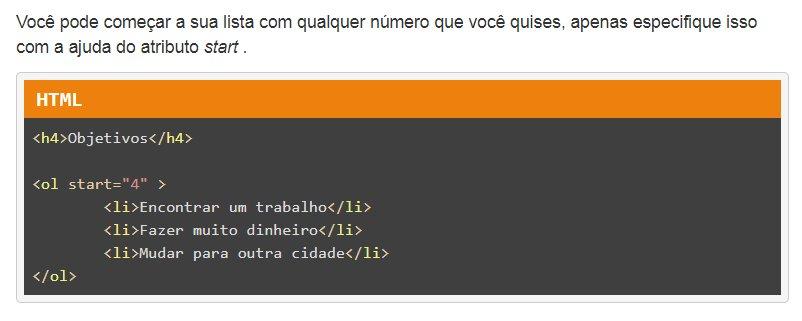 Você pode começar a sua lista com qualquer número que você quises, apenas especifique isso
com a ajuda do atributo start .
HTML
<h4>Objetivos</h4>
<ol start="4" >
<li>Encontrar um trabalho</li>
<li>Fazer muito dinheiro</li>
<li>Mudar para outra cidade</li>
</ol>